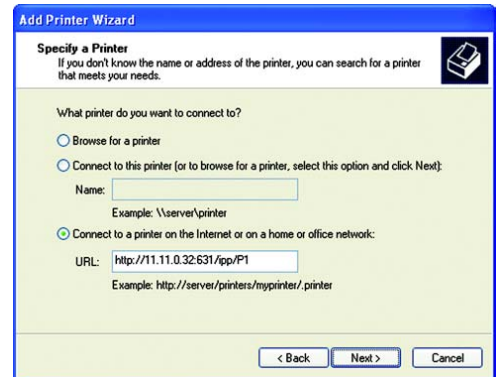 Add Printer Wizard
Specify a Printer
If you don't know the name or address of the printer, you can search for a printer
that meets your needs.
What printer do you want to connect to?
Browse for a printer
Connect to this printer (or to browse for a printer, select this option and click Next):
Name:
Example: \\server\printer
Connect to a printer on the Internet or on a home or office network:
URL: http://11.11.0.32:631/ipp/P1
Example: http://server/printers/myprinter/.printer
< Back Next > Cancel